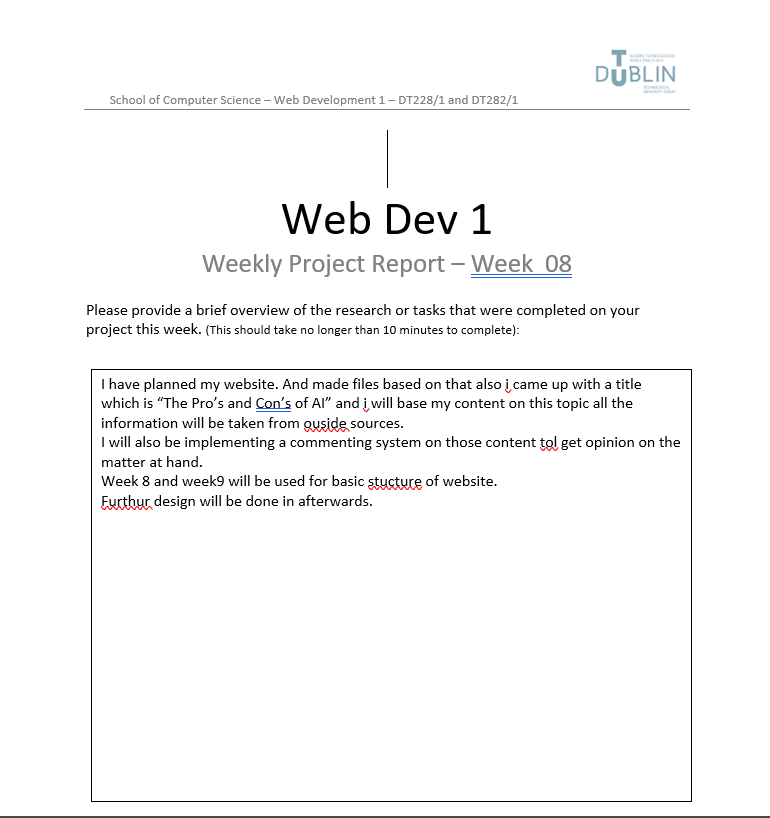 DUBLIN
School of Computer Science – Web Development 1 – DT228/1 and DT282/1
Web Dev 1
Weekly Project Report – Week 08
Please provide a brief overview of the research or tasks that were completed on your
project this week. (This should take no longer than 10 minutes to complete):
I have planned my website. And made files based on that also i came up with a title
which is “The Pro’s and Con’s of AI” and i will base my content on this topic all the
information will be taken from ouside sources.
I will also be implementing a commenting system on those content tol get opinion on the
matter at hand.
Week 8 and week9 will be used for basic stucture of website.
Furthur design will be done in afterwards.